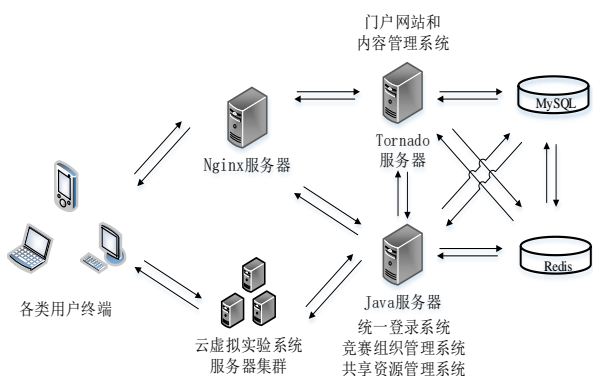 门户网站和
内容管理系统
MySQL
Tornado
服务器
Nginx服务器
Redis
Java服务器
统一登录系统
竞赛组织管理系统
共享资源管理系统
各类用户终端
云虚拟实验系统
服务器集群